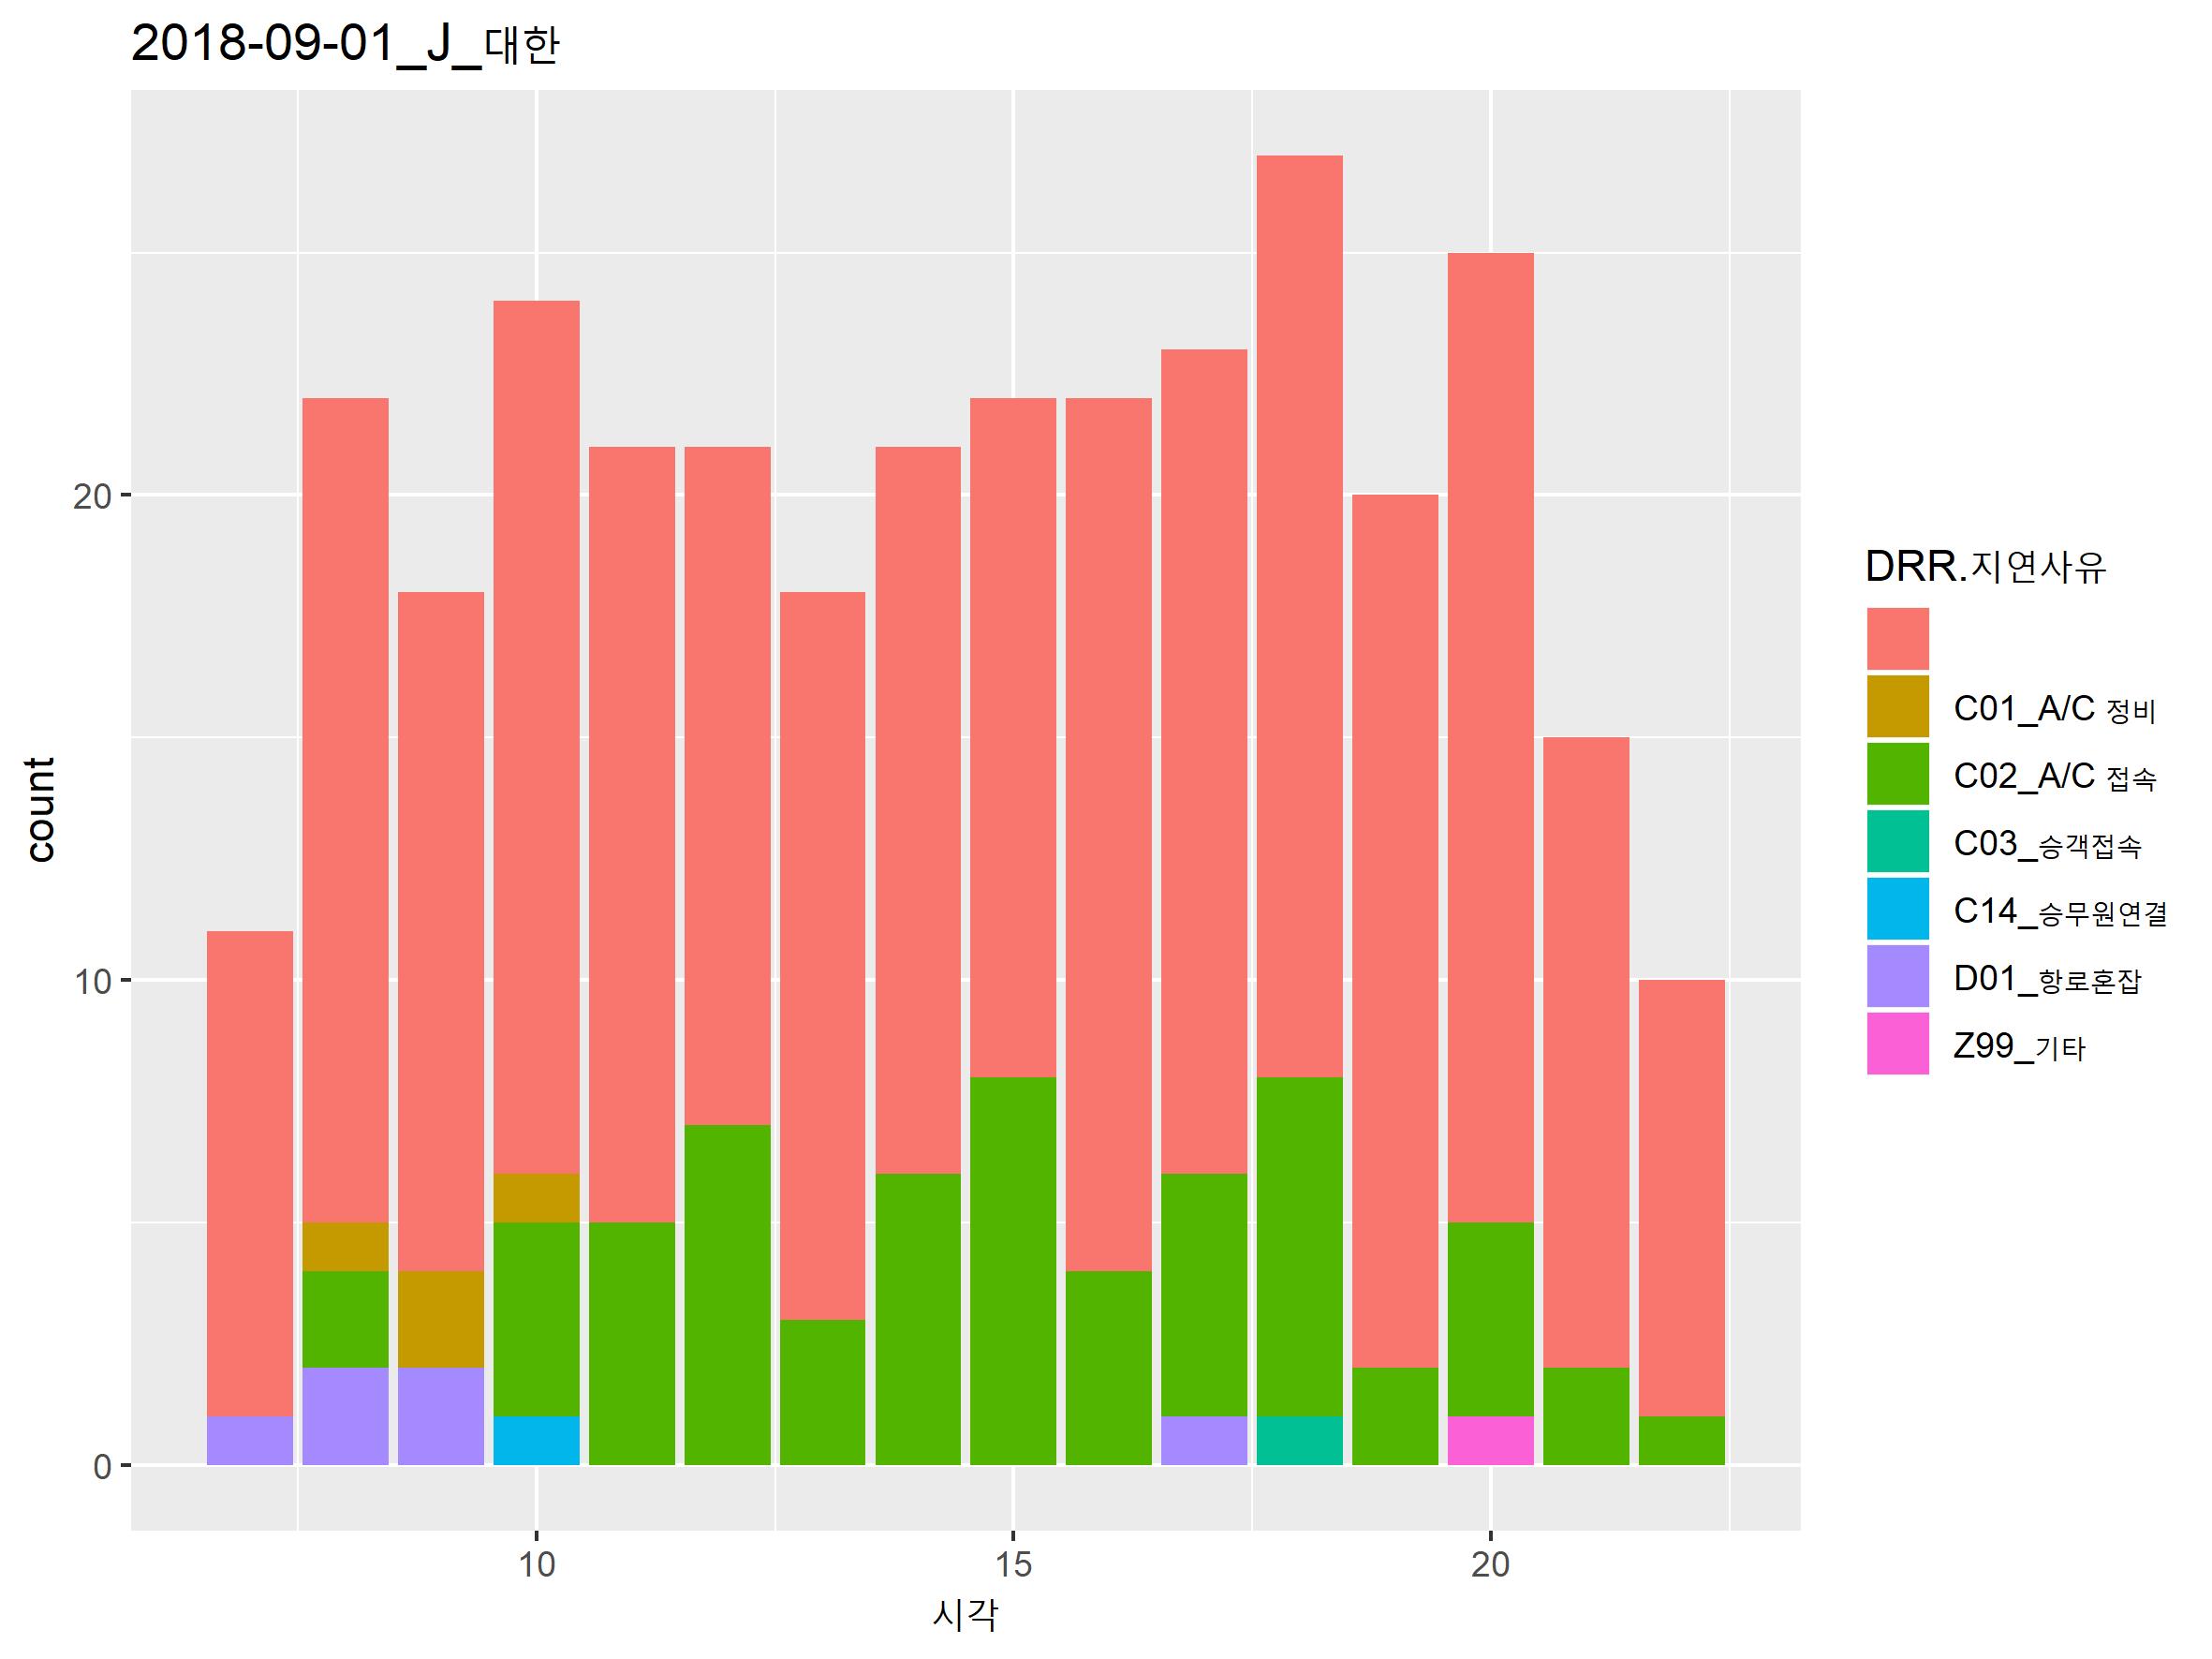 2018-09-01_J_대한
20
10
0
count
10 15 20
시각
DRR.지연사유
C01_A/C 정비
C02_A/C 접속
C03_승객접속
C14_승무원연결
D01_항로혼잡
Z99_기타